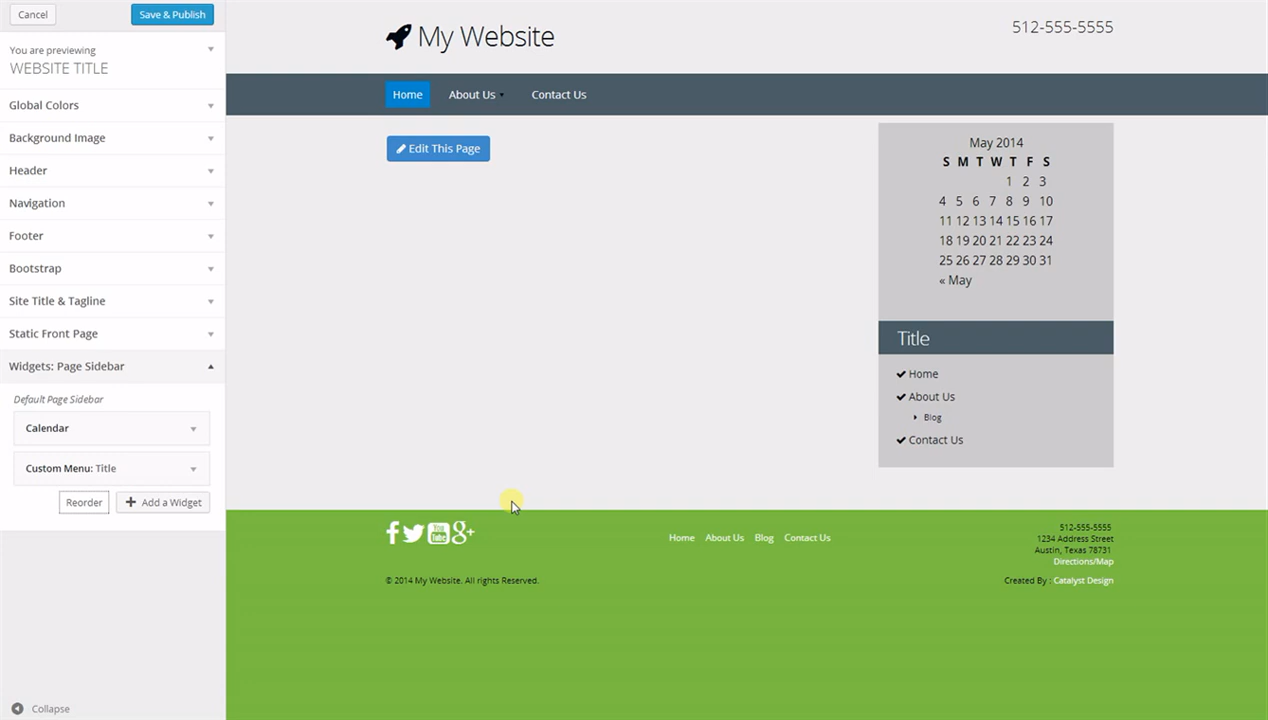 Cancel
Save & Publish
You are previewing
WEBSITE TITLE
Global Colors
Background Image
Header
Navigation
Footer
Bootstrap
Site Title & Tagline
Static Front Page
Widgets: Page Sidebar
Default Page Sidebar
Calendar
Custom Menu: Title
Reorder
Add a Widget
Collapse
My Website
512-555-5555
Home About Us Contact Us
Edit This Page
May 2014
S M T W T F S
1 2 3
4 5 6 7 8 9 10
11 12 13 14 15 16 17
18 19 20 21 22 23 24
25 26 27 28 29 30 31
« May
Title
Home
About Us
Blog
Contact Us
You Tube g+
Home About Us Blog Contact Us
© 2014 My Website. All rights Reserved.
512-555-5555
1234 Address Street
Austin, Texas 78731
Directions/Map
Created By : Catalyst Design